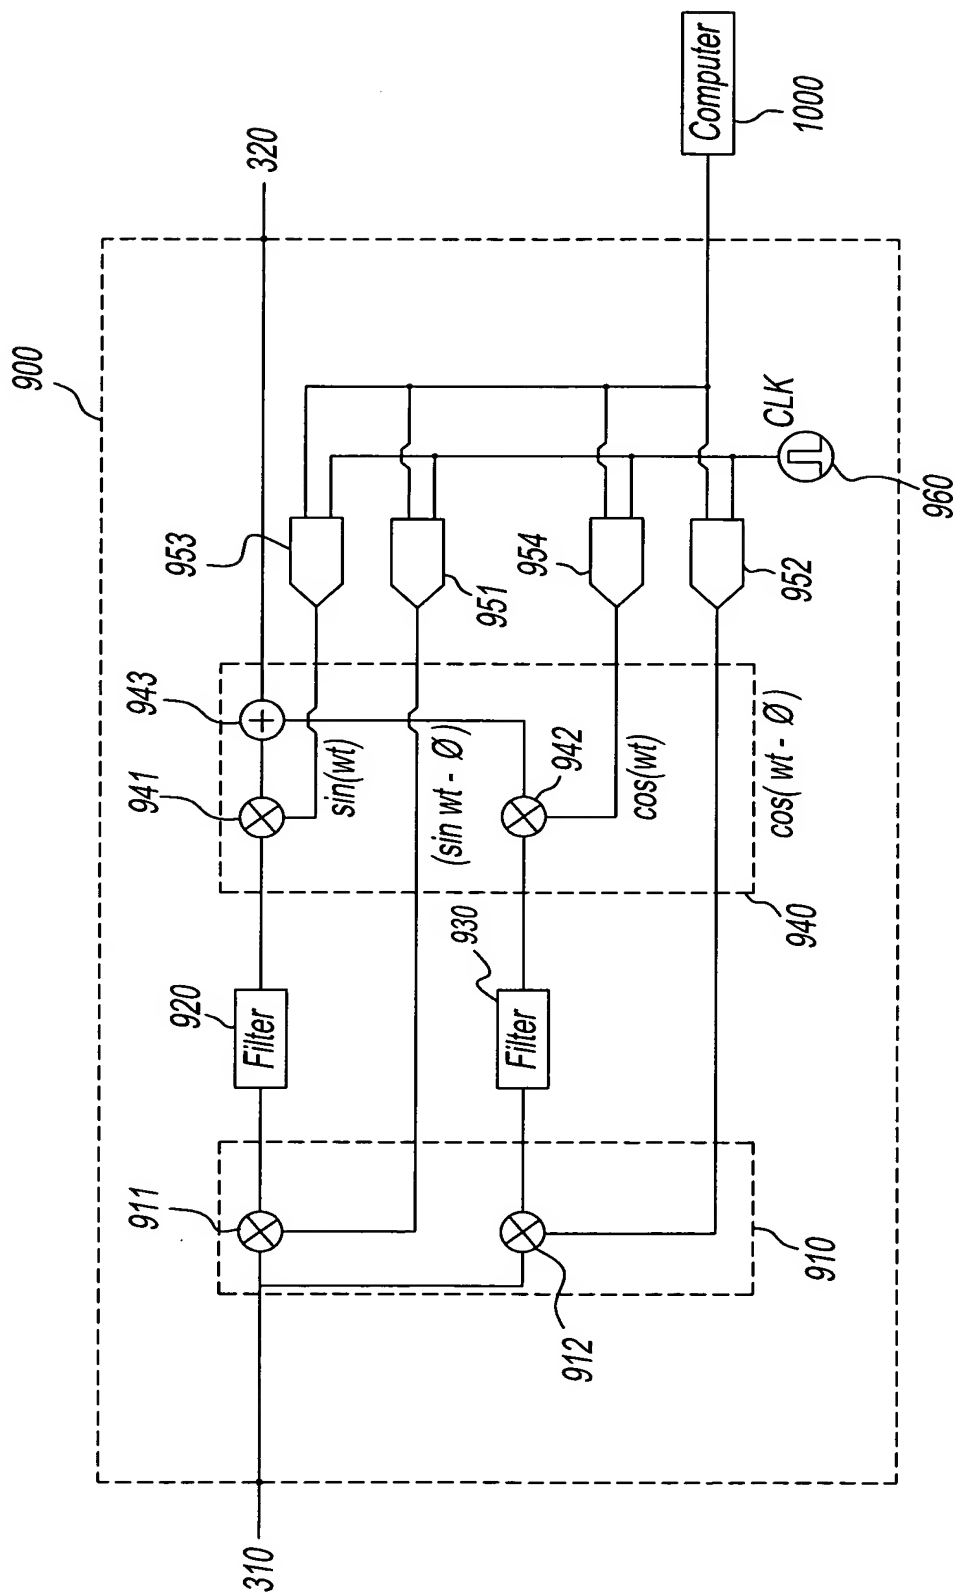 900
320
Computer
1000
953
951
954
952
CLK
960
943
941
sin(wt)
(sin wt - Ø)
942
cos(wt)
cos( wt - Ø)
940
920
Filter
930
Filter
911
912
910
310